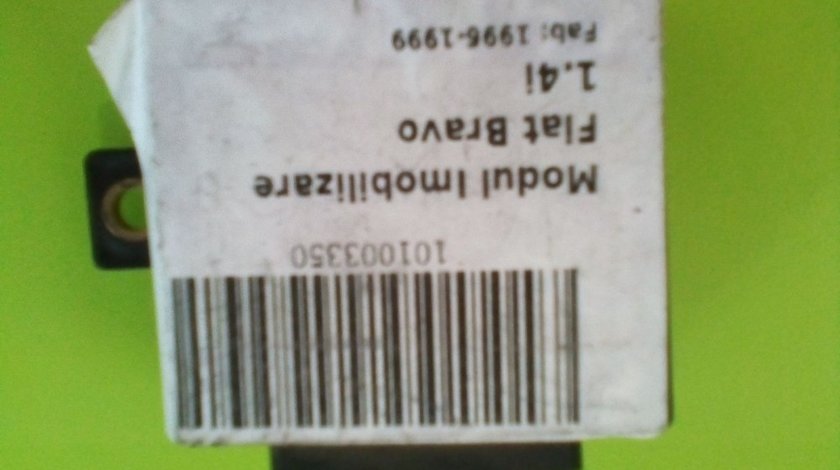 101003350
Modul Imobilizare
Fiat Bravo
1.4i
Fab: 1996-1999